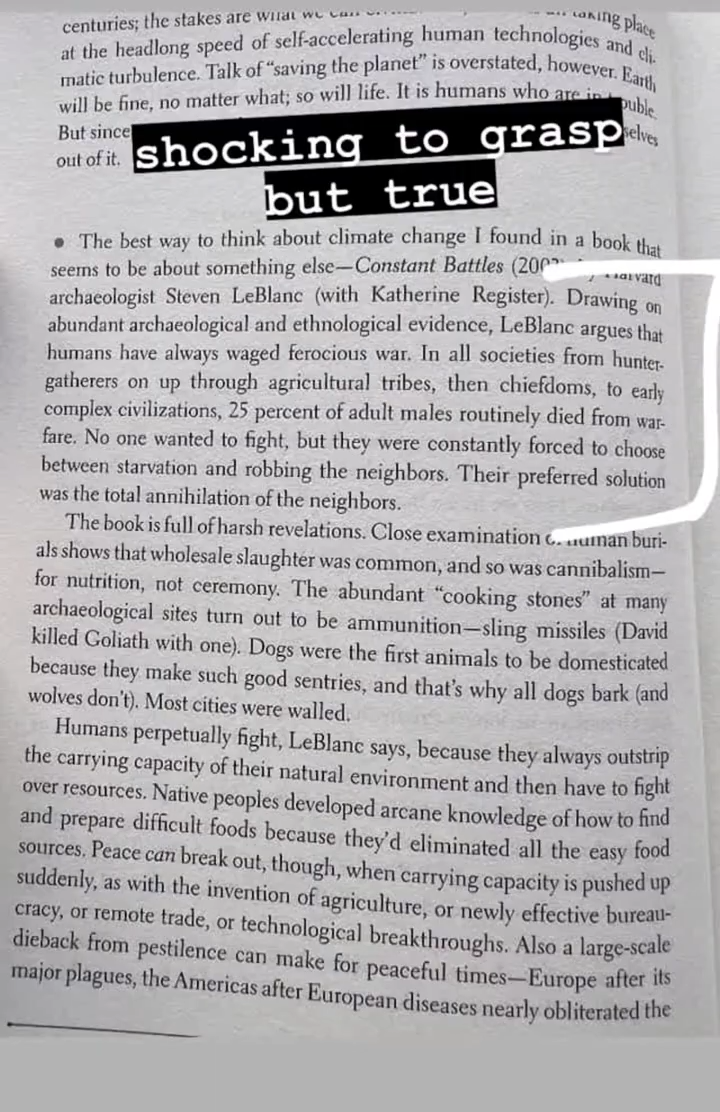 centuries; the stakes are what we can taking place
at the headlong speed of self-accelerating human technologies and cli-
matic turbulence. Talk of “saving the planet” is overstated, however. Earth
will be fine, no matter what; so will life. It is humans who are in
But since selves
out of it.
shocking to grasp
but true
• The best way to think about climate change I found in a book that
seems to be about something else—Constant Battles (200 Harvard
archaeologist Steven LeBlanc (with Katherine Register). Drawing on
abundant archaeological and ethnological evidence, LeBlanc argues that
humans have always waged ferocious war. In all societies from hunter-
gatherers on up through agricultural tribes, then chiefdoms, to early
complex civilizations, 25 percent of adult males routinely died from war-
fare. No one wanted to fight, but they were constantly forced to choose
between starvation and robbing the neighbors. Their preferred solution
was the total annihilation of the neighbors.
The book is full of harsh revelations. Close examination human buri-
als shows that wholesale slaughter was common, and so was cannibalism—
for nutrition, not ceremony. The abundant “cooking stones” at many
archaeological sites turn out to be ammunition—sling missiles (David
killed Goliath with one). Dogs were the first animals to be domesticated
because they make such good sentries, and that’s why all dogs bark (and
wolves don’t). Most cities were walled.
Humans perpetually fight, LeBlanc says, because they always outstrip
the carrying capacity of their natural environment and then have to fight
over resources. Native peoples developed arcane knowledge of how to find
and prepare difficult foods because they’d eliminated all the easy food
sources. Peace can break out, though, when carrying capacity is pushed up
suddenly, as with the invention of agriculture, or newly effective bureau-
cracy, or remote trade, or technological breakthroughs. Also a large-scale
dieback from pestilence can make for peaceful times—Europe after its
major plagues, the Americas after European diseases nearly obliterated the